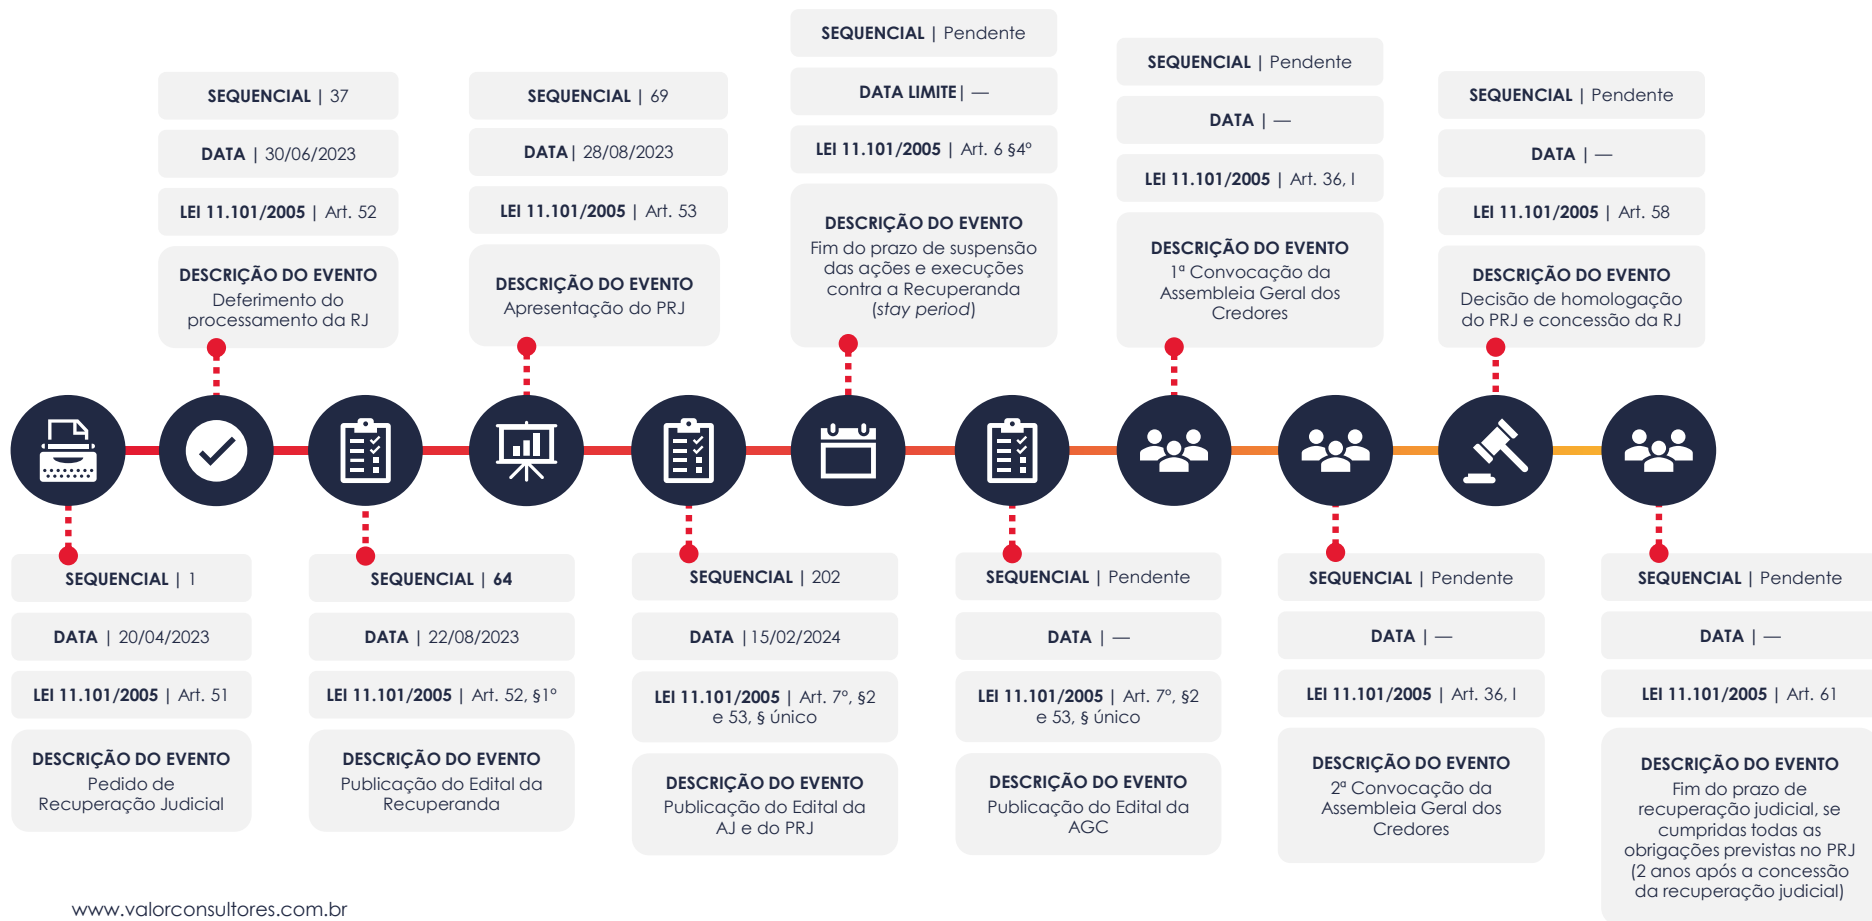 SEQUENCIAL | 37
DATA | 30/06/2023
LEI 11.101/2005 | Art. 52
DESCRIÇÃO DO EVENTO
Deferimento do
processamento da RJ
SEQUENCIAL | 69
DATA| 28/08/2023
LEI 11.101/2005 | Art. 53
DESCRIÇÃO DO EVENTO
Apresentação do PRJ
SEQUENCIAL | Pendente
DATA LIMITE| —
LEI 11.101/2005 | Art. 6 §4º
DESCRIÇÃO DO EVENTO
Fim do prazo de suspensão
das ações e execuções
contra a Recuperanda
(stay period)
SEQUENCIAL | Pendente
DATA | —
LEI 11.101/2005 | Art. 36, I
DESCRIÇÃO DO EVENTO
1ª Convocação da
Assembleia Geral dos
Credores
SEQUENCIAL | Pendente
DATA | —
LEI 11.101/2005 | Art. 58
DESCRIÇÃO DO EVENTO
Decisão de homologação
do PRJ e concessão da RJ
SEQUENCIAL | 1
DATA | 20/04/2023
LEI 11.101/2005 | Art. 51
DESCRIÇÃO DO EVENTO
Pedido de
Recuperação Judicial
SEQUENCIAL | 64
DATA | 22/08/2023
LEI 11.101/2005 | Art. 52, §1º
DESCRIÇÃO DO EVENTO
Publicação do Edital da
Recuperanda
SEQUENCIAL | 202
DATA |15/02/2024
LEI 11.101/2005 | Art. 7º, §2
e 53, § único
DESCRIÇÃO DO EVENTO
Publicação do Edital da
AJ e do PRJ
SEQUENCIAL | Pendente
DATA | —
LEI 11.101/2005 | Art. 7º, §2
e 53, § único
DESCRIÇÃO DO EVENTO
Publicação do Edital da
AGC
SEQUENCIAL | Pendente
DATA | —
LEI 11.101/2005 | Art. 36, I
DESCRIÇÃO DO EVENTO
2ª Convocação da
Assembleia Geral dos
Credores
SEQUENCIAL | Pendente
DATA | —
LEI 11.101/2005 | Art. 61
DESCRIÇÃO DO EVENTO
Fim do prazo de
recuperação judicial, se
cumpridas todas as
obrigações previstas no PRJ
(2 anos após a concessão
da recuperação judicial)
www.valorconsultores.com.br